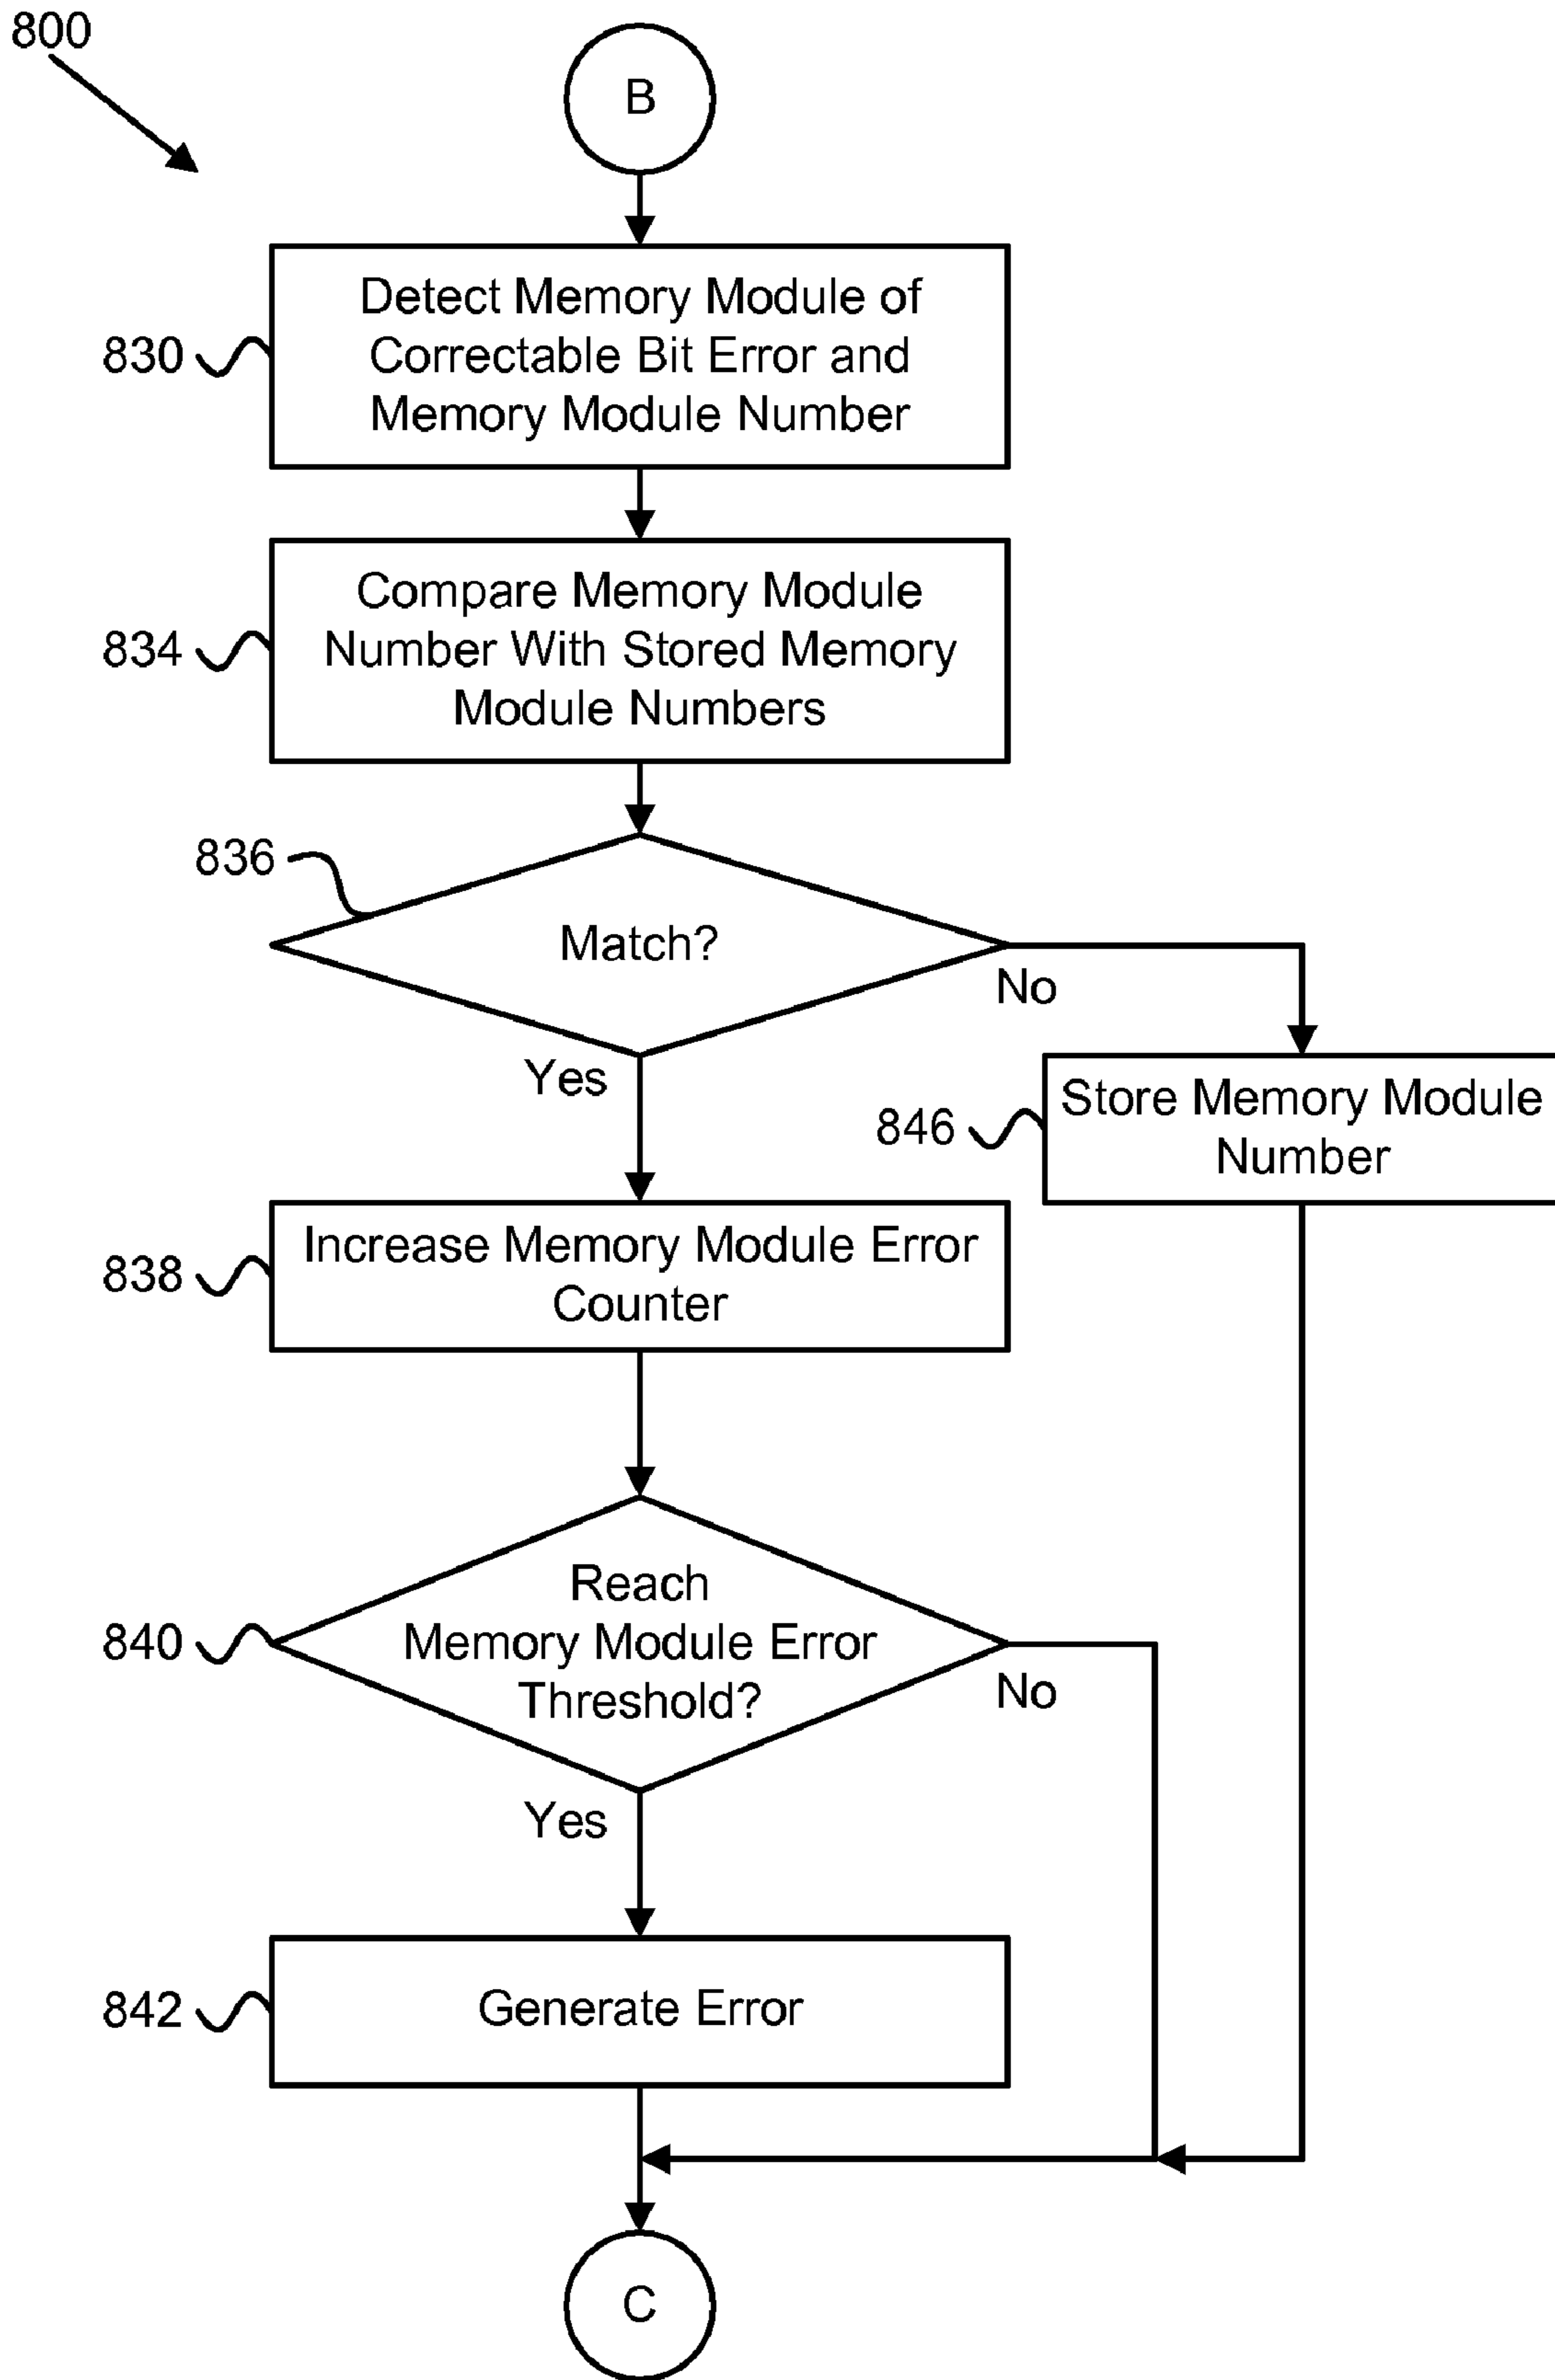 800
B
830
Detect Memory Module of
Correctable Bit Error and
Memory Module Number
834
Compare Memory Module
Number With Stored Memory
Module Numbers
836
Match?
No
Yes
846
Store Memory Module
Number
838
Increase Memory Module Error
Counter
840
Reach
Memory Module Error
Threshold?
No
Yes
842
Generate Error
C